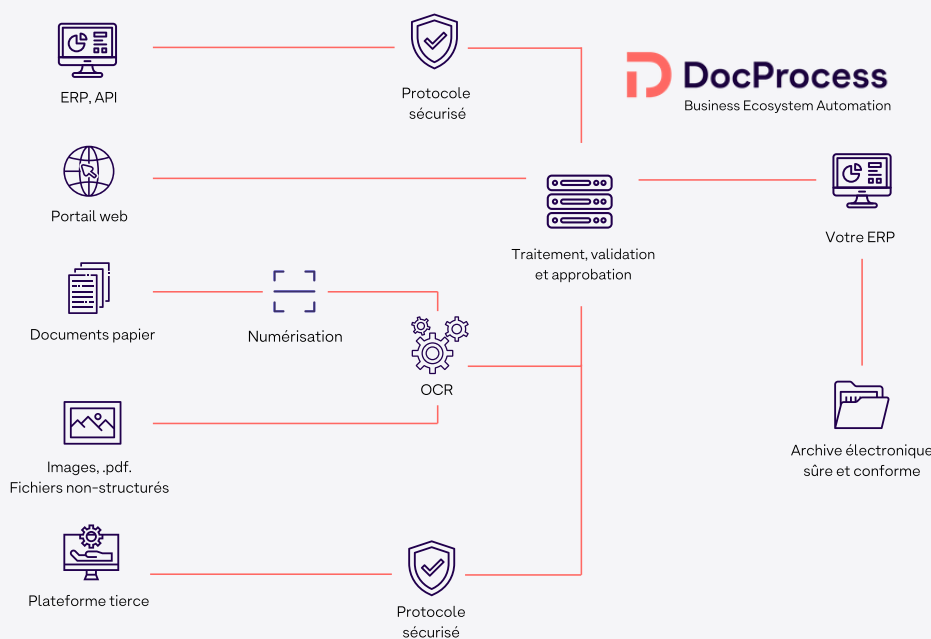 ERP, API
Protocole
sécurisé
DocProcess
Business Ecosystem Automation
Portail web
Traitement, validation
et approbation
Votre ERP
Documents papier
Numérisation
OCR
Images, .pdf.
Fichiers non-structurés
Archive électronique
sûre et conforme
Plateforme tierce
Protocole
sécurisé